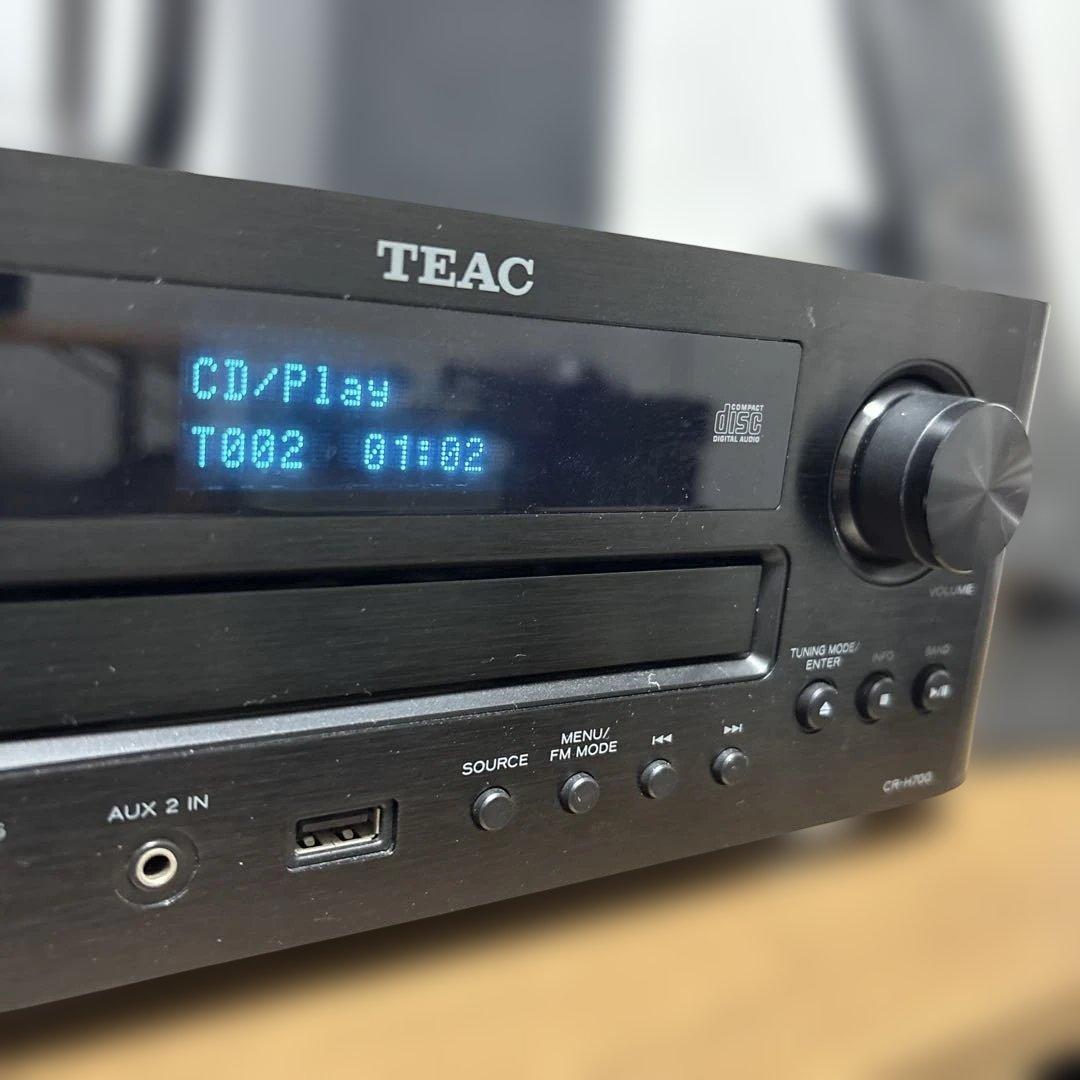 TEAC
CD/Play
T002 01:02
COMPACT
disc
DIGITAL AUDIO
VOLUME
TUNING MODE/
ENTER
INFO
BAND
MENU/
FM MODE
SOURCE
AUX 2 IN
CR-H700